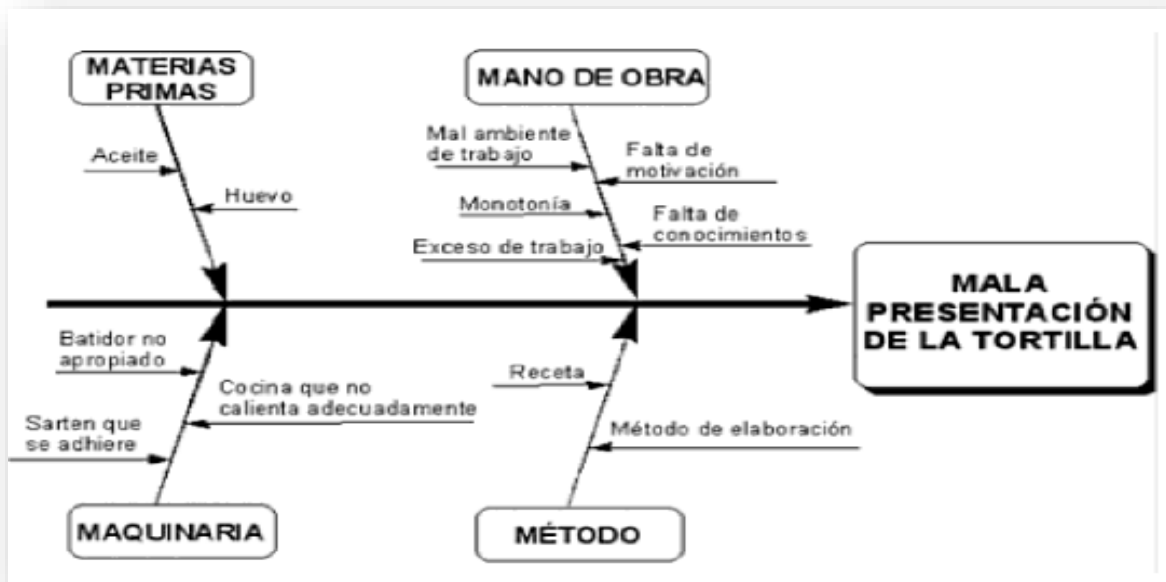 MATERIAS
PRIMAS
MANO DE OBRA
Aceite
Huevo
Mal ambiente
de trabajo
Falta de
motivación
Monotonía
Falta de
conocimientos
Exceso de trabajo
MALA
PRESENTACIÓN
DE LA TORTILLA
Batidor no
apropiado
Cocina que no
calienta adecuadamente
Sarten que
se adhiere
Receta
Método de elaboración
MAQUINARIA
MÉTODO